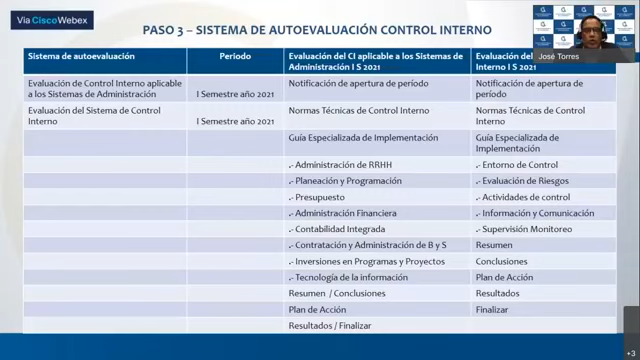 Vía CiscoWebex
PASO 3 – SISTEMA DE AUTOEVALUACIÓN CONTROL INTERNO
José Torres
Sistema de autoevaluación
Periodo
Evaluación del CI aplicable a los Sistemas de
Administración I S 2021
Evaluación del
Interno I S 2021
Evaluación de Control Interno aplicable
a los Sistemas de Administración
I Semestre año 2021
Notificación de apertura de período
Notificación de apertura de
período
Evaluación del Sistema de Control
Interno
I Semestre año 2021
Normas Técnicas de Control Interno
Normas Técnicas de Control
Interno
Guía Especializada de Implementación
Guía Especializada de
Implementación
.- Administración de RRHH
.- Entorno de Control
.- Planeación y Programación
.- Evaluación de Riesgos
.- Presupuesto
.- Actividades de control
.- Administración Financiera
.- Información y Comunicación
.- Contabilidad Integrada
.- Supervisión Monitoreo
.- Contratación y Administración de B y S
Resumen
.- Inversiones en Programas y Proyectos
Conclusiones
.- Tecnología de la información
Plan de Acción
Resumen / Conclusiones
Resultados
Plan de Acción
Finalizar
Resultados / Finalizar
+3